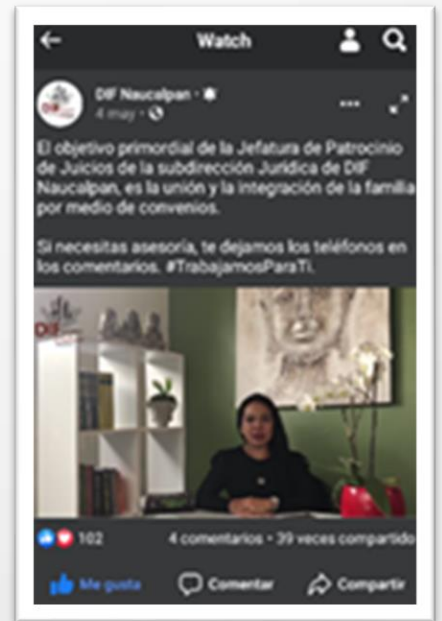 Watch
DIF Naucalpan
4 may
El objetivo primordial de la Jefatura de Patrocinio
de Juicios de la subdirección Jurídica de DIF
Naucalpan, es la unión y la integración de la familia
por medio de convenios.
Si necesitas asesoría, te dejamos los teléfonos en
los comentarios. #TrabajamosParaTi.
DIF
102
4 comentarios • 39 veces compartido
Me gusta
Comentar
Compartir